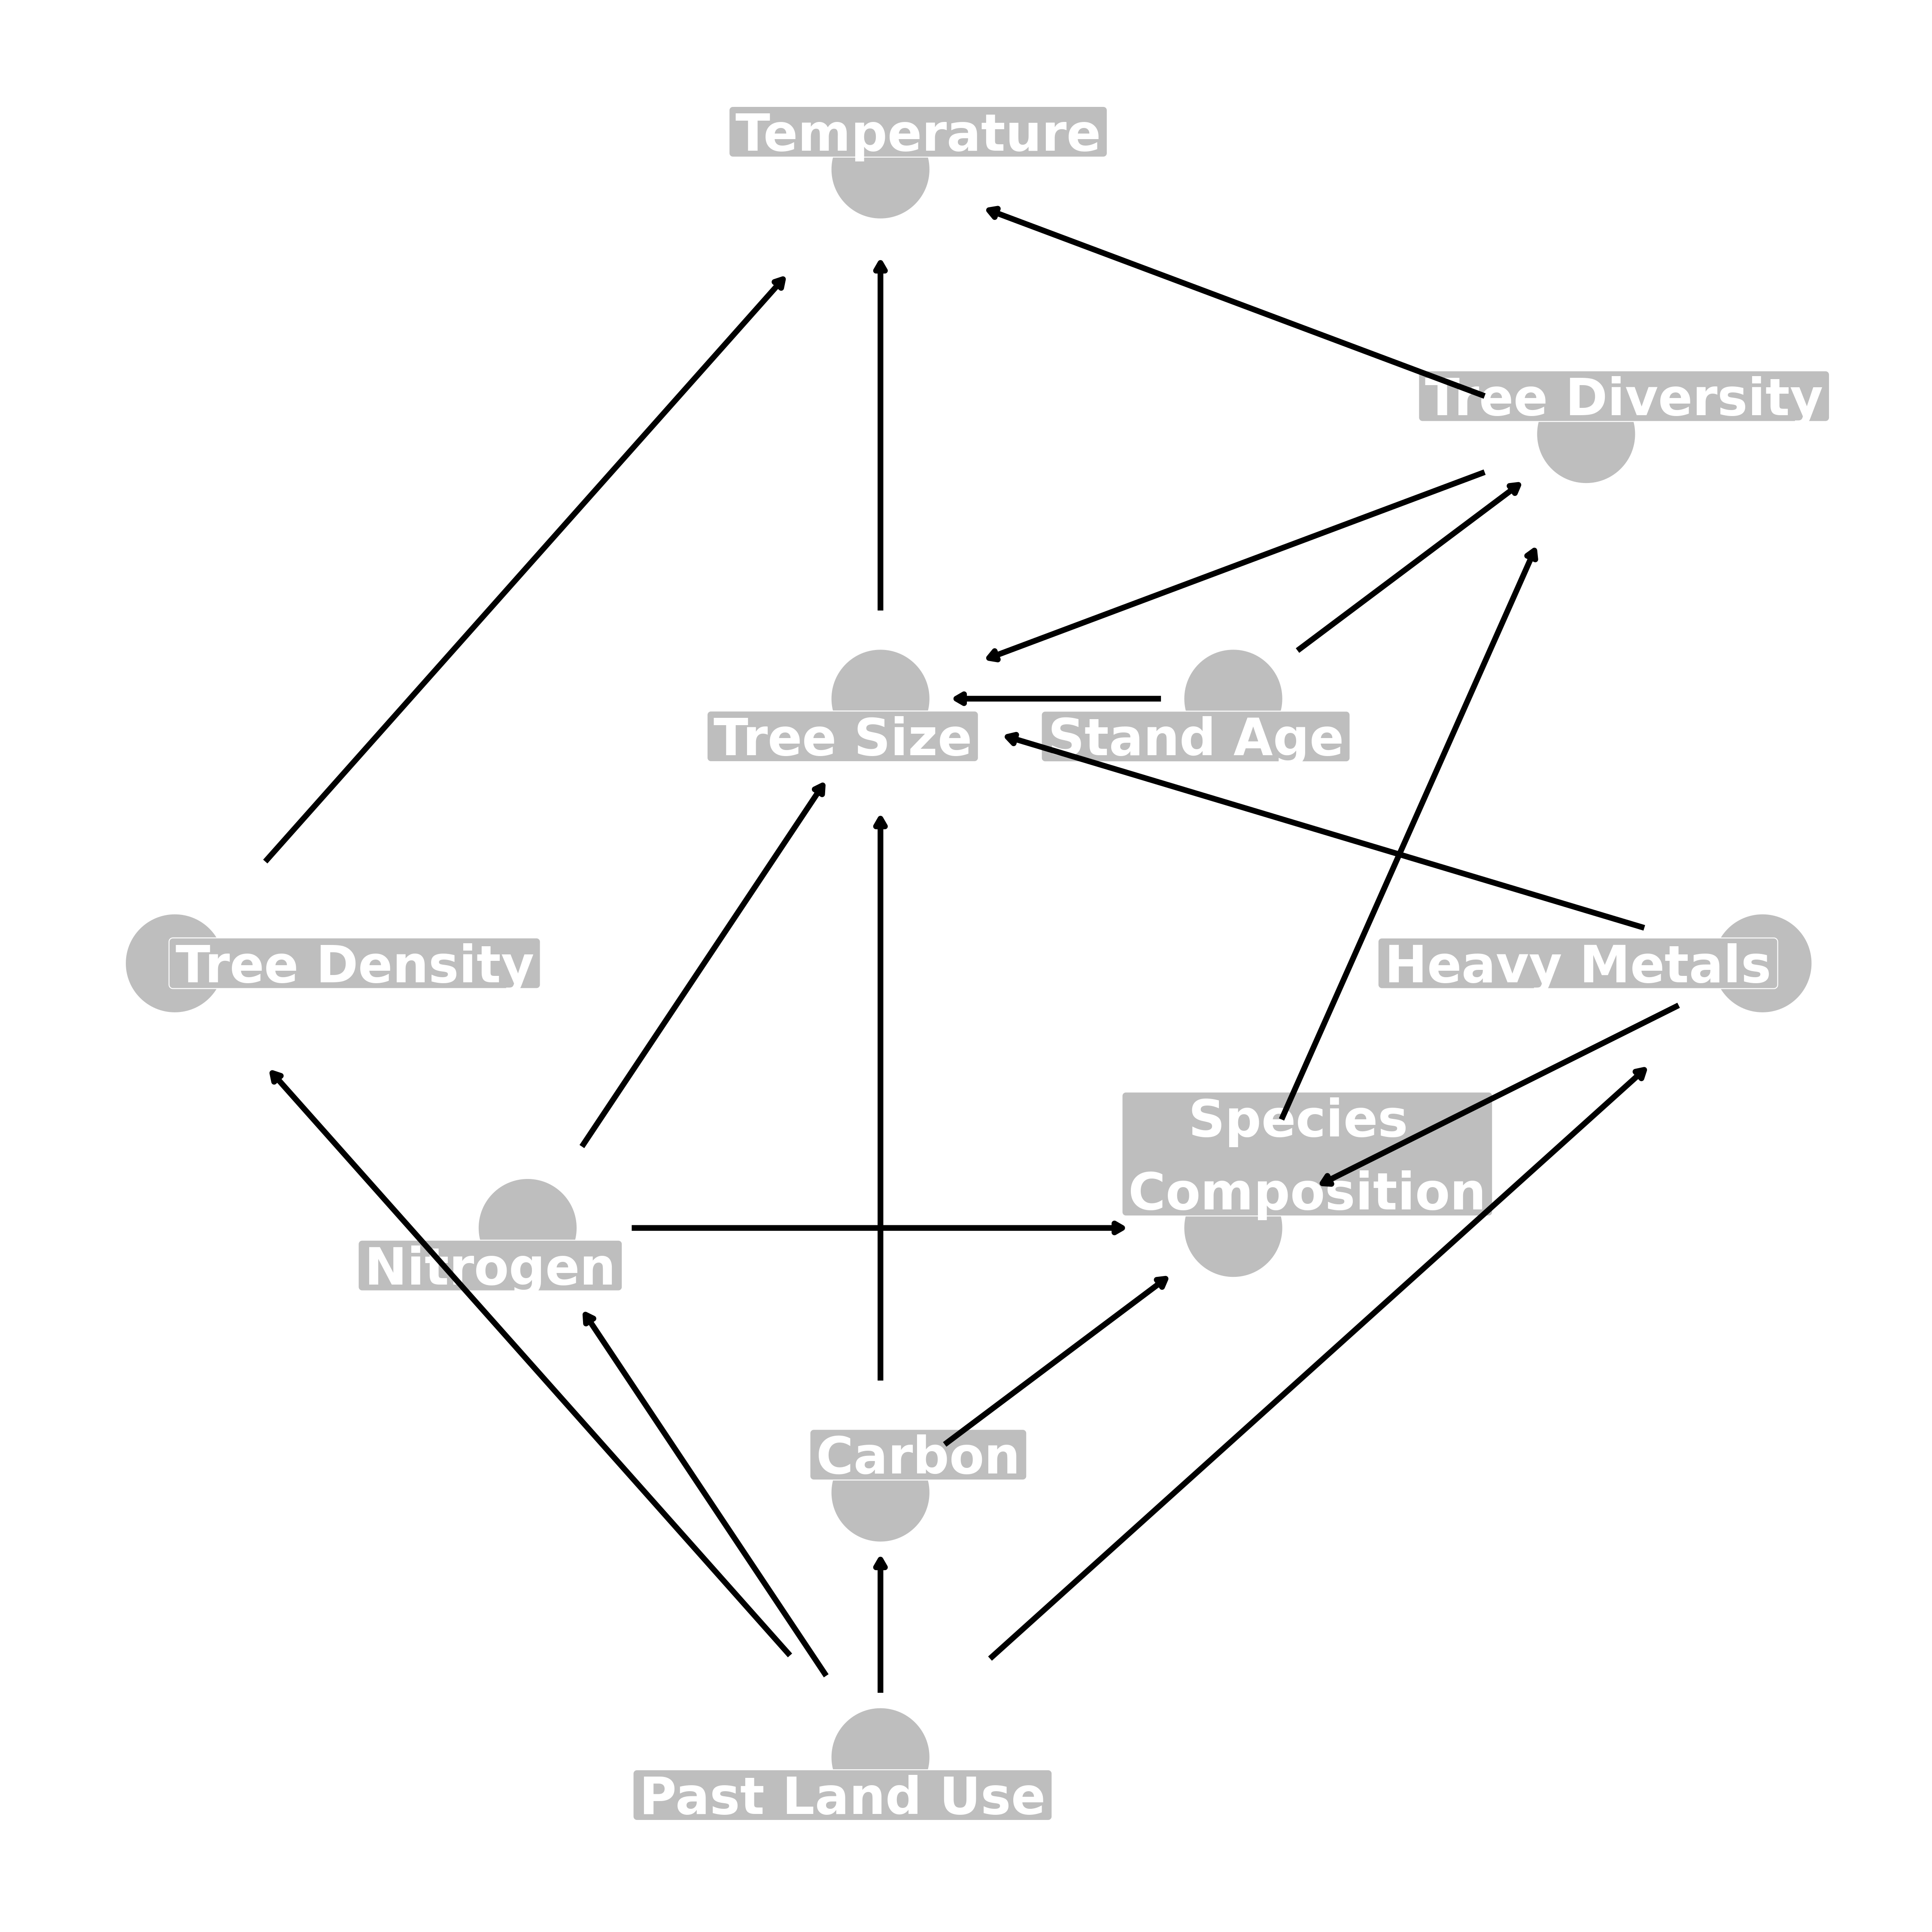 Temperature
Tree Diversity
Tree Size
Stand Age
Tree Density
Heavy Metals
Species
Composition
Nitrogen
Carbon
Past Land Use